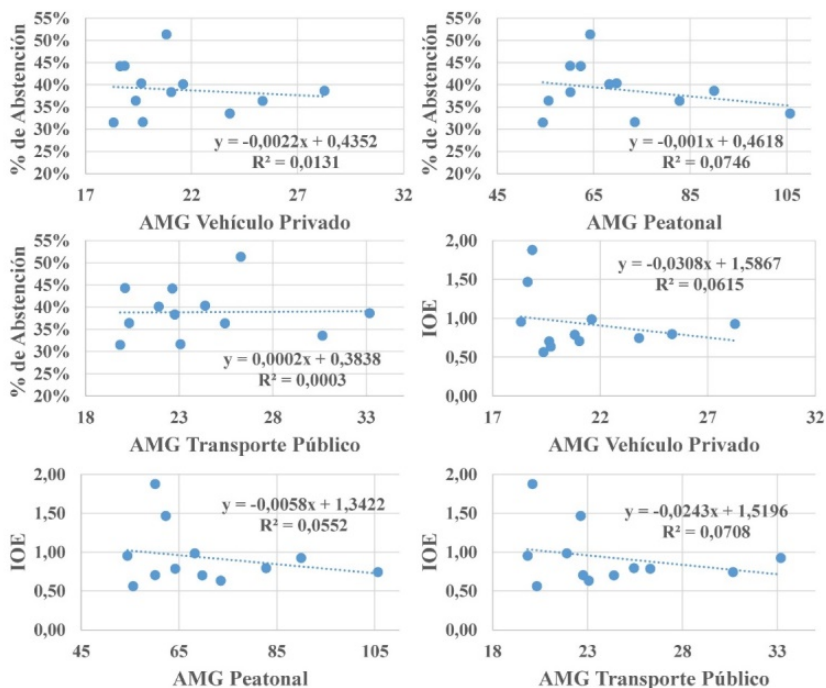 % de Abstención
55%
50%
45%
40%
35%
30%
25%
20%
y = -0,0022x + 0,4352
R² = 0,0131
17 22 27 32
AMG Vehículo Privado
% de Abstención
55%
50%
45%
40%
35%
30%
25%
20%
y = -0,001x + 0,4618
R² = 0,0746
45 65 85 105
AMG Peatonal
% de Abstención
55%
50%
45%
40%
35%
30%
25%
20%
y = 0,0002x + 0,3838
R² = 0,0003
18 23 28 33
AMG Transporte Público
IOE
2,00
1,50
1,00
0,50
0,00
y = -0,0308x + 1,5867
R² = 0,0615
17 22 27 32
AMG Vehículo Privado
IOE
2,00
1,50
1,00
0,50
0,00
y = -0,0058x + 1,3422
R² = 0,0552
45 65 85 105
AMG Peatonal
IOE
2,00
1,50
1,00
0,50
0,00
y = -0,0243x + 1,5196
R² = 0,0708
18 23 28 33
AMG Transporte Público